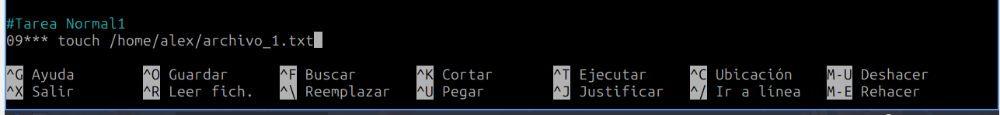 #Tarea Normal1
09*** touch /home/alex/archivo_1.txt
^G Ayuda ^O Guardar ^F Buscar ^K Cortar ^T Ejecutar ^C Ubicación M-U Deshacer
^X Salir ^R Leer fich. ^\ Reemplazar ^U Pegar ^J Justificar ^/ Ir a línea M-E Rehacer